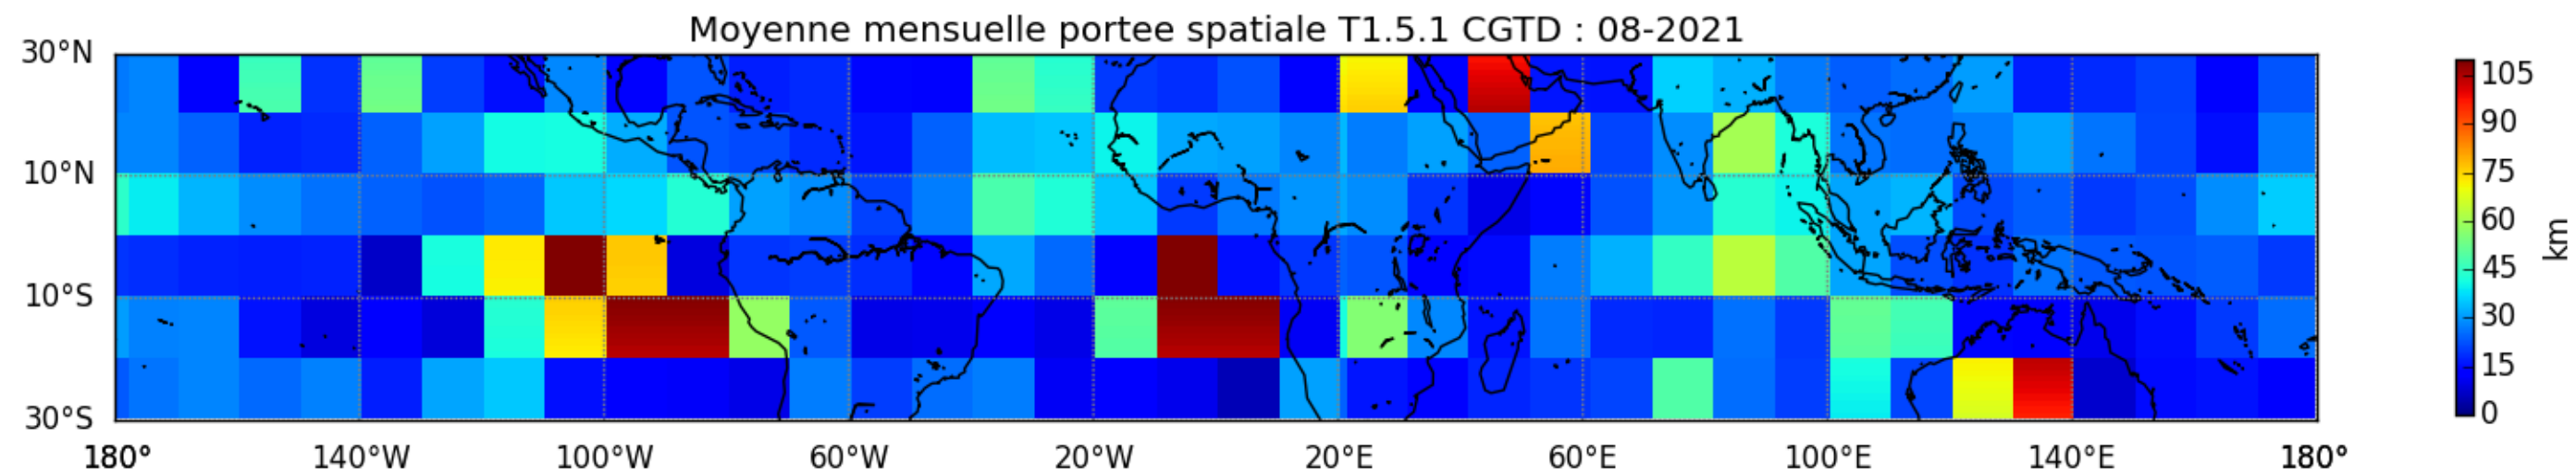 Moyenne mensuelle portee spatiale T1.5.1 CGTD : 08-2021
30°N
10°N
10°S
30°S
180° 140°W 100°W 60°W 20°W 20°E 60°E 100°E 140°E 180°
105
90
75
60
45
30
15
0
km